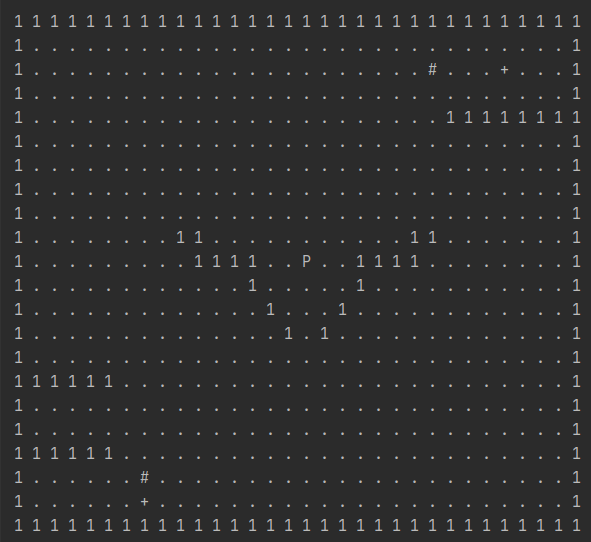 1 1 1 1 1 1 1 1 1 1 1 1 1 1 1 1 1 1 1 1 1 1 1 1 1 1 1 1 1 1 1 1
1 . . . . . . . . . . . . . . . . . . . . . . . . . . . . . . 1
1 . . . . . . . . . . . . . . . . . . . . . . # . . . + . . . 1
1 . . . . . . . . . . . . . . . . . . . . . . . . . . . . . . 1
1 . . . . . . . . . . . . . . . . . . . . . . . 1 1 1 1 1 1 1 1
1 . . . . . . . . . . . . . . . . . . . . . . . . . . . . . . 1
1 . . . . . . . . . . . . . . . . . . . . . . . . . . . . . . 1
1 . . . . . . . . . . . . . . . . . . . . . . . . . . . . . . 1
1 . . . . . . . . . . . . . . . . . . . . . . . . . . . . . . 1
1 . . . . . . . . 1 1 . . . . . . . . . . . 1 1 . . . . . . . 1
1 . . . . . . . . . 1 1 1 1 . . P . . 1 1 1 1 . . . . . . . . 1
1 . . . . . . . . . . . . 1 . . . . . 1 . . . . . . . . . . . 1
1 . . . . . . . . . . . . . 1 . . . 1 . . . . . . . . . . . . 1
1 . . . . . . . . . . . . . . 1 . 1 . . . . . . . . . . . . . 1
1 . . . . . . . . . . . . . . . . . . . . . . . . . . . . . . 1
1 1 1 1 1 1 . . . . . . . . . . . . . . . . . . . . . . . . . 1
1 . . . . . . . . . . . . . . . . . . . . . . . . . . . . . . 1
1 . . . . . . . . . . . . . . . . . . . . . . . . . . . . . . 1
1 1 1 1 1 1 . . . . . . . . . . . . . . . . . . . . . . . . . 1
1 . . . . . . # . . . . . . . . . . . . . . . . . . . . . . . 1
1 . . . . . . + . . . . . . . . . . . . . . . . . . . . . . . 1
1 1 1 1 1 1 1 1 1 1 1 1 1 1 1 1 1 1 1 1 1 1 1 1 1 1 1 1 1 1 1 1